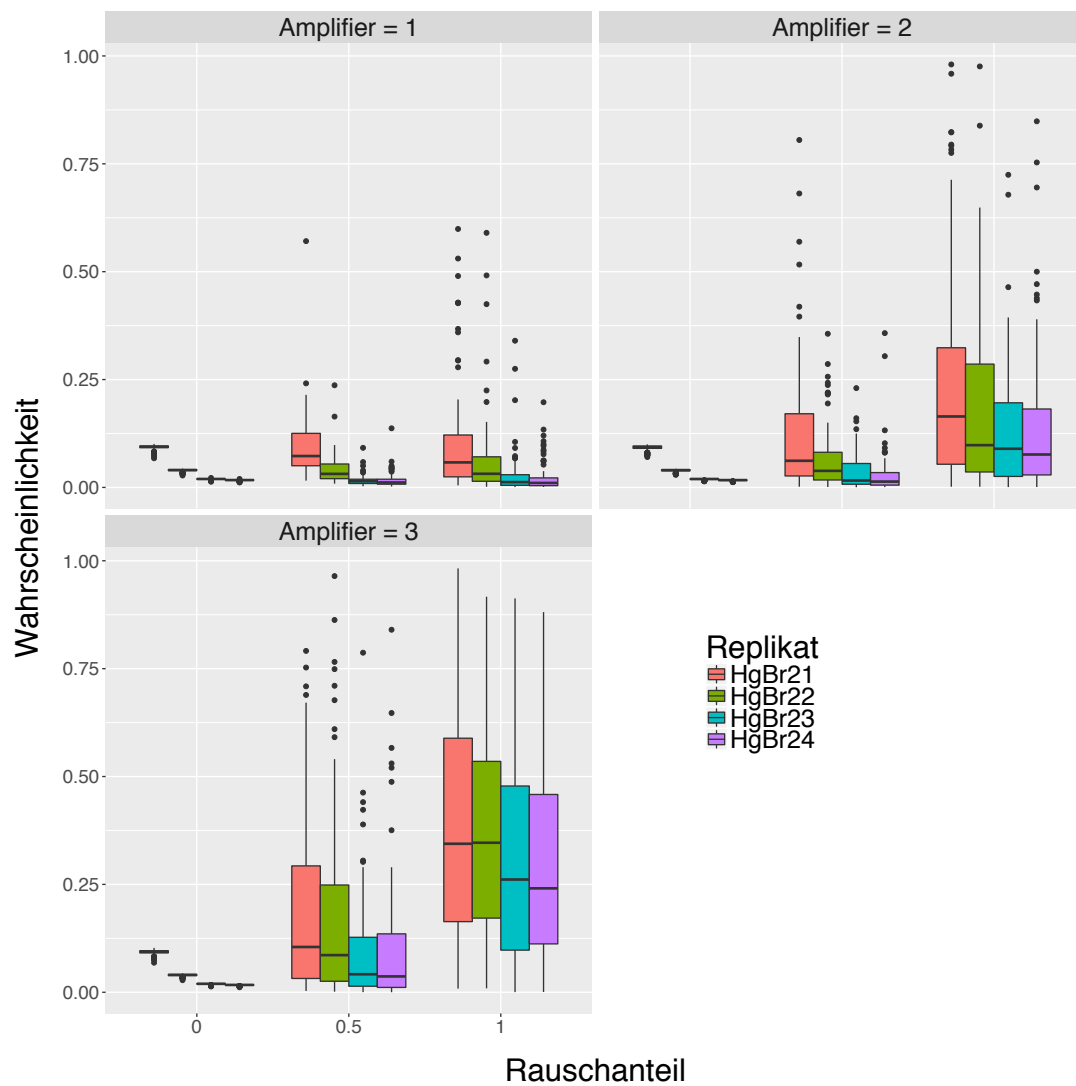 Amplifier = 1
Amplifier = 2
1.00
0.75
0.50
0.25
0.00
Wahrscheinlichkeit
Amplifier = 3
1.00
0.75
0.50
0.25
0.00
0
0.5
1
Rauschanteil
Replikat
HgBr21
HgBr22
HgBr23
HgBr24